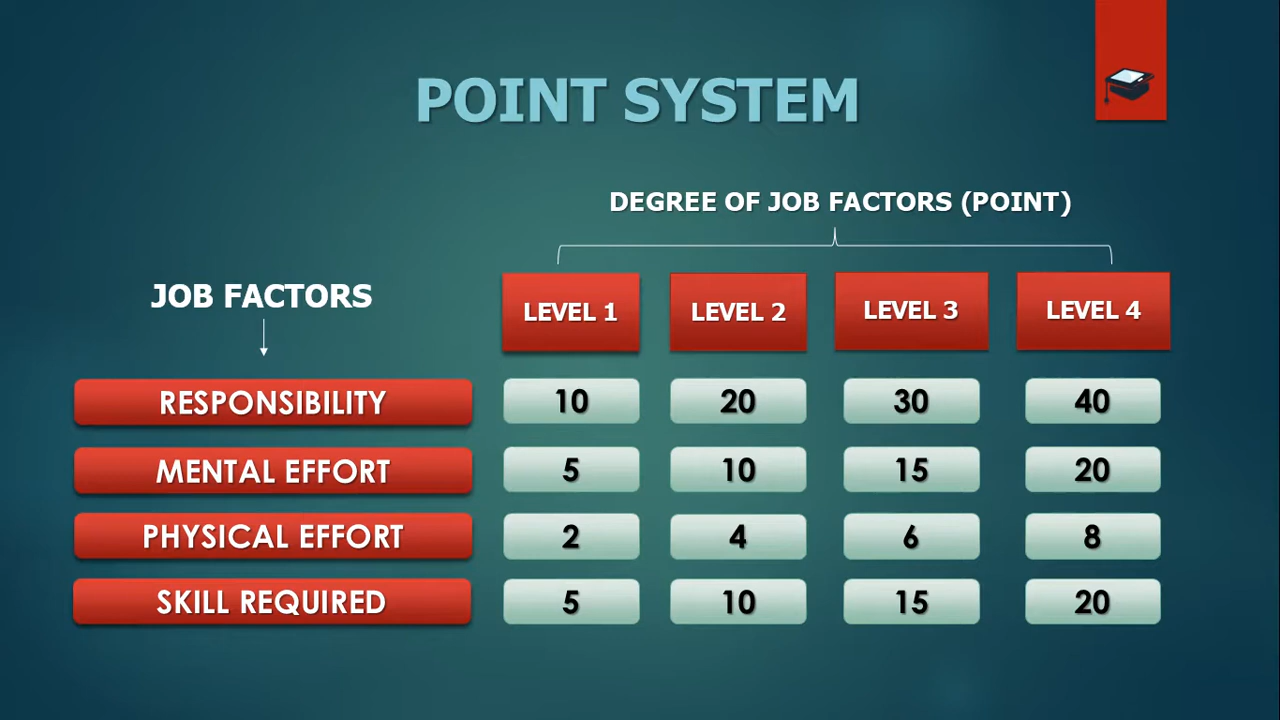 POINT SYSTEM
DEGREE OF JOB FACTORS (POINT)
JOB FACTORS
LEVEL 1 LEVEL 2 LEVEL 3 LEVEL 4
RESPONSIBILITY 10 20 30 40
MENTAL EFFORT 5 10 15 20
PHYSICAL EFFORT 2 4 6 8
SKILL REQUIRED 5 10 15 20